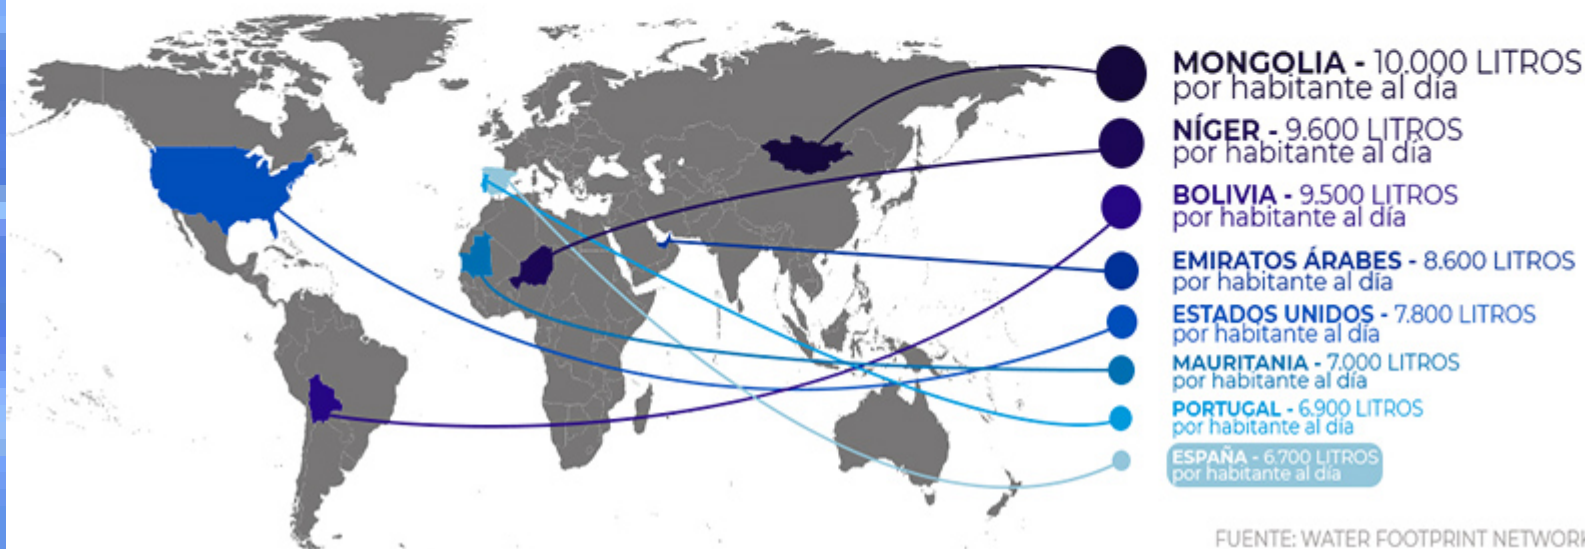 MONGOLIA - 10.000 LITROS
por habitante al día
NÍGER - 9.600 LITROS
por habitante al día
BOLIVIA - 9.500 LITROS
por habitante al día
EMIRATOS ÁRABES - 8.600 LITROS
por habitante al día
ESTADOS UNIDOS - 7.800 LITROS
por habitante al día
MAURITANIA - 7.000 LITROS
por habitante al día
PORTUGAL - 6.900 LITROS
por habitante al día
ESPAÑA - 6.700 LITROS
por habitante al día
FUENTE: WATER FOOTPRINT NETWORK